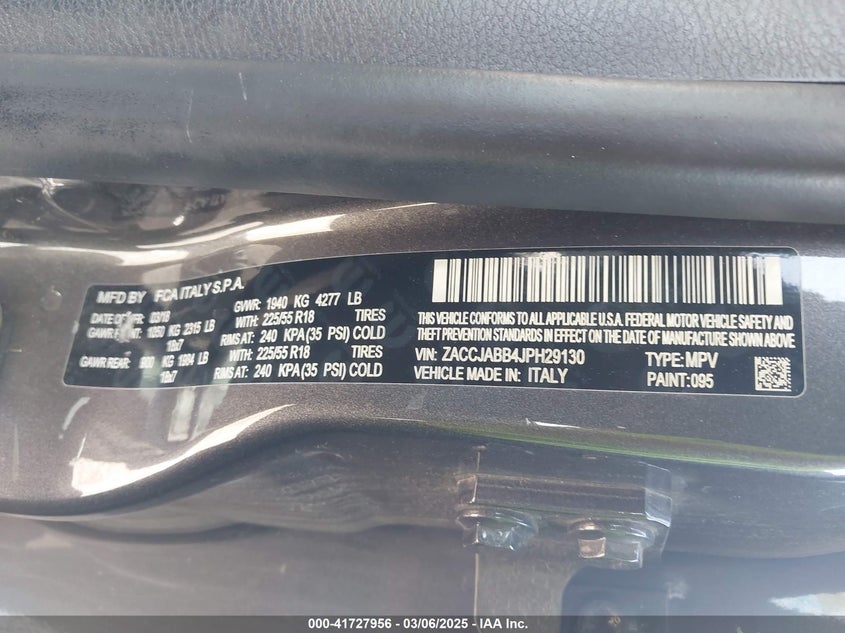 MFD BY FCA ITALY S.P.A.
DATE OF MFR 03/18 GVWR: 1940 KG 4277 LB
GAWR FRONT: 1050 KG 2315 LB WITH: 225/55 R18 TIRES
18x7 RIMS AT: 240 KPA(35 PSI) COLD
GAWR REAR: 900 KG 1984 LB WITH: 225/55 R18 TIRES
18x7 RIMS AT: 240 KPA(35 PSI) COLD
THIS VEHICLE CONFORMS TO ALL APPLICABLE U.S.A. FEDERAL MOTOR VEHICLE SAFETY AND
THEFT PREVENTION STANDARDS IN EFFECT ON THE DATE OF MANUFACTURE SHOWN ABOVE
VIN: ZACCJABB4JPH29130 TYPE: MPV
VEHICLE MADE IN: ITALY PAINT:095
000-41727956 — 03/06/2025 — IAA Inc.